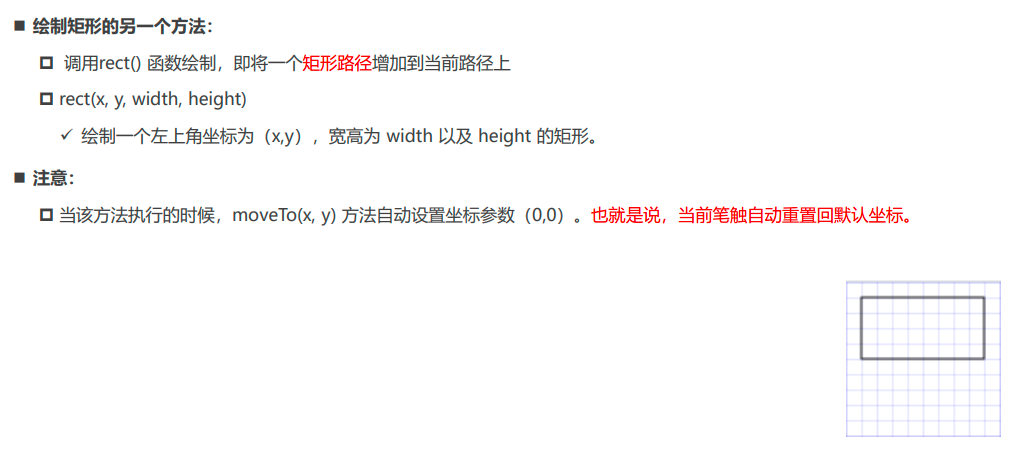 绘制矩形的另一个方法：
调用rect() 函数绘制，即将一个矩形路径增加到当前路径上
rect(x, y, width, height)
绘制一个左上角坐标为（x,y），宽高为 width 以及 height 的矩形。
注意：
当该方法执行的时候，moveTo(x, y) 方法自动设置坐标参数（0,0）。也就是说，当前笔触自动重置回默认坐标。